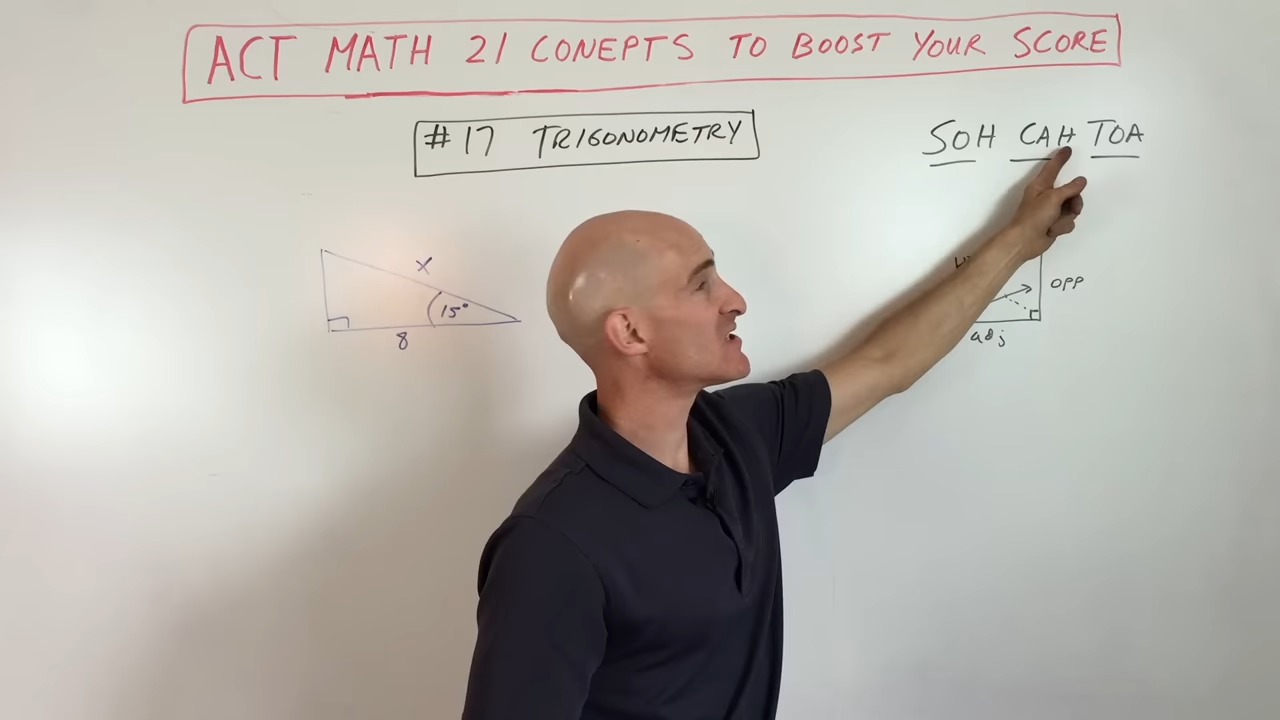 ACT MATH 21 CONEPTS TO BOOST YOUR SCORE
#17 TRIGONOMETRY
SOH CAH TOA
x
15°
8
OPP
adj